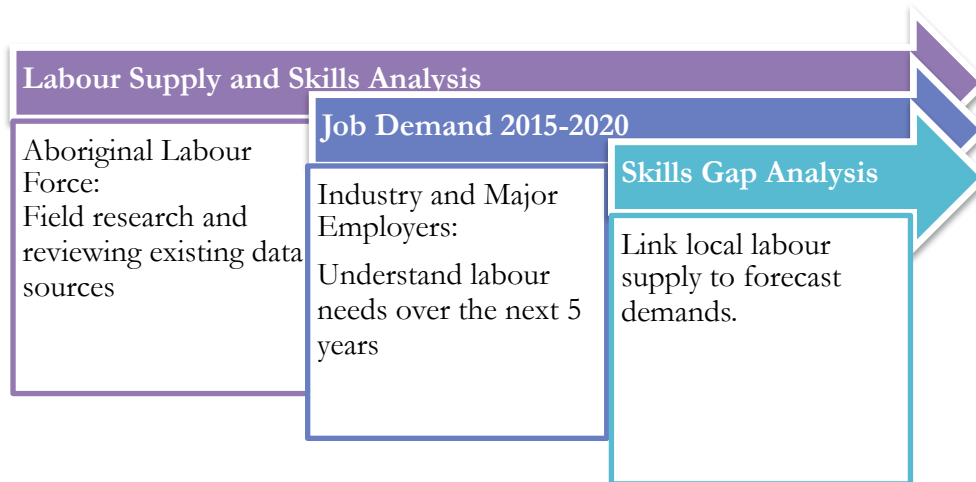 Labour Supply and Skills Analysis
Aboriginal Labour
Force:
Field research and
reviewing existing data
sources
Job Demand 2015-2020
Industry and Major
Employers:
Understand labour
needs over the next 5
years
Skills Gap Analysis
Link local labour
supply to forecast
demands.